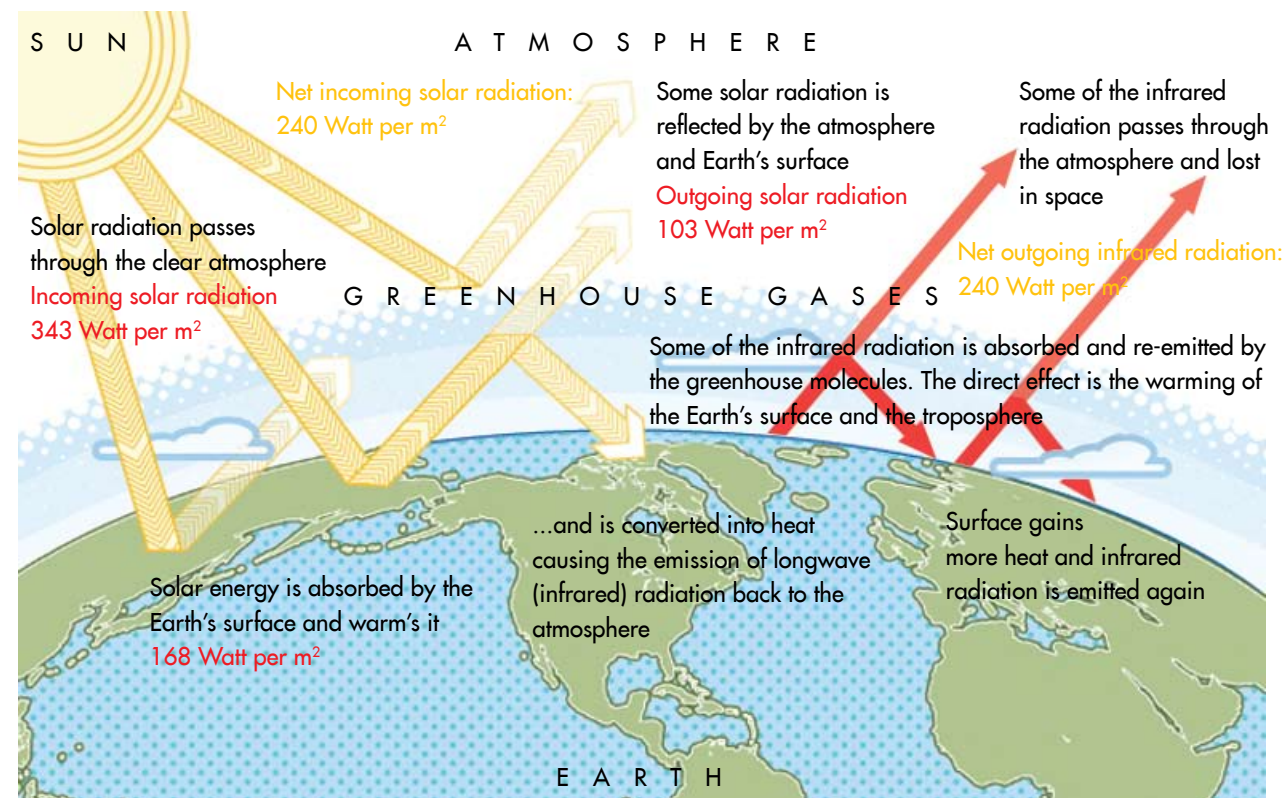 SUN
ATMOSPHERE
Net incoming solar radiation:
240 Watt per m²
Some solar radiation is
reflected by the atmosphere
and Earth’s surface
Outgoing solar radiation
103 Watt per m²
Some of the infrared
radiation passes through
the atmosphere and lost
in space
Solar radiation passes
through the clear atmosphere
Incoming solar radiation
343 Watt per m²
Net outgoing infrared radiation:
240 Watt per m²
GREENHOUSE GASES
Some of the infrared radiation is absorbed and re-emitted by
the greenhouse molecules. The direct effect is the warming of
the Earth’s surface and the troposphere
Solar energy is absorbed by the
Earth’s surface and warm’s it
168 Watt per m²
...and is converted into heat
causing the emission of longwave
(infrared) radiation back to the
atmosphere
Surface gains
more heat and infrared
radiation is emitted again
EARTH